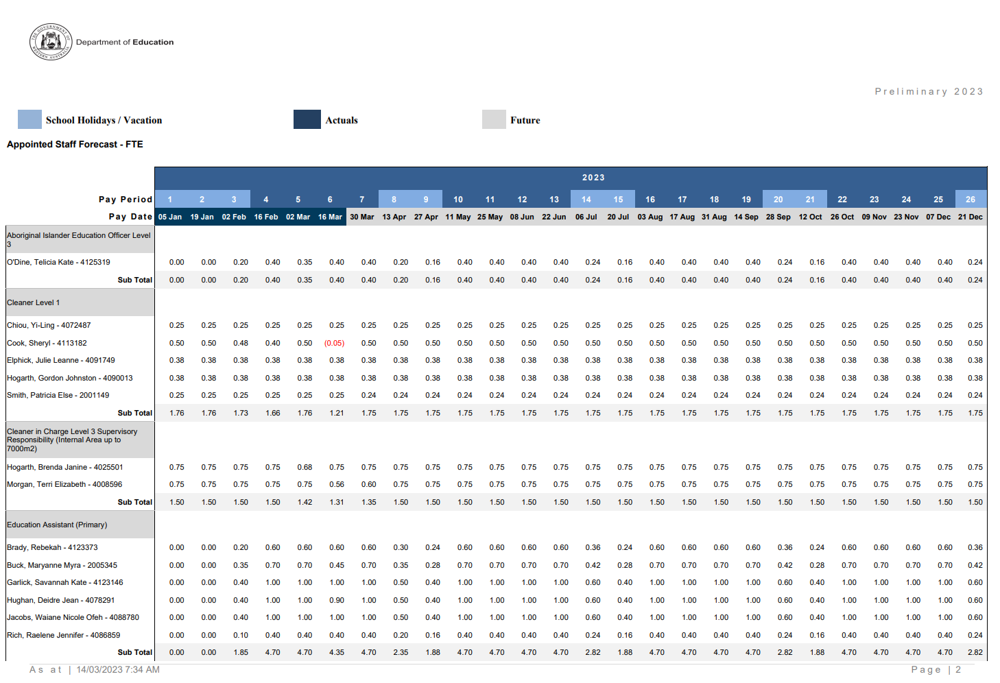 THE GOVERNMENT OF
WESTERN AUSTRALIA
Department of Education
Preliminary 2023
School Holidays / Vacation Actuals Future
Appointed Staff Forecast - FTE
2023
Pay Period 1 2 3 4 5 6 7 8 9 10 11 12 13 14 15 16 17 18 19 20 21 22 23 24 25 26
Pay Date 05 Jan 19 Jan 02 Feb 16 Feb 02 Mar 16 Mar 30 Mar 13 Apr 27 Apr 11 May 25 May 08 Jun 22 Jun 06 Jul 20 Jul 03 Aug 17 Aug 31 Aug 14 Sep 28 Sep 12 Oct 26 Oct 09 Nov 23 Nov 07 Dec 21 Dec
Aboriginal Islander Education Officer Level
3
O'Dine, Telicia Kate - 4125319 0.00 0.00 0.20 0.40 0.35 0.40 0.40 0.20 0.16 0.40 0.40 0.40 0.40 0.24 0.16 0.40 0.40 0.40 0.40 0.24 0.16 0.40 0.40 0.40 0.40 0.24
Sub Total 0.00 0.00 0.20 0.40 0.35 0.40 0.40 0.20 0.16 0.40 0.40 0.40 0.40 0.24 0.16 0.40 0.40 0.40 0.40 0.24 0.16 0.40 0.40 0.40 0.40 0.24
Cleaner Level 1
Chiou, Yi-Ling - 4072487 0.25 0.25 0.25 0.25 0.25 0.25 0.25 0.25 0.25 0.25 0.25 0.25 0.25 0.25 0.25 0.25 0.25 0.25 0.25 0.25 0.25 0.25 0.25 0.25 0.25 0.25
Cook, Sheryl - 4113182 0.50 0.50 0.48 0.40 0.50 (0.05) 0.50 0.50 0.50 0.50 0.50 0.50 0.50 0.50 0.50 0.50 0.50 0.50 0.50 0.50 0.50 0.50 0.50 0.50 0.50 0.50
Elphick, Julie Leanne - 4091749 0.38 0.38 0.38 0.38 0.38 0.38 0.38 0.38 0.38 0.38 0.38 0.38 0.38 0.38 0.38 0.38 0.38 0.38 0.38 0.38 0.38 0.38 0.38 0.38 0.38 0.38
Hogarth, Gordon Johnston - 4090013 0.38 0.38 0.38 0.38 0.38 0.38 0.38 0.38 0.38 0.38 0.38 0.38 0.38 0.38 0.38 0.38 0.38 0.38 0.38 0.38 0.38 0.38 0.38 0.38 0.38 0.38
Smith, Patricia Else - 2001149 0.25 0.25 0.25 0.25 0.25 0.25 0.24 0.24 0.24 0.24 0.24 0.24 0.24 0.24 0.24 0.24 0.24 0.24 0.24 0.24 0.24 0.24 0.24 0.24 0.24 0.24
Sub Total 1.76 1.76 1.73 1.66 1.76 1.21 1.75 1.75 1.75 1.75 1.75 1.75 1.75 1.75 1.75 1.75 1.75 1.75 1.75 1.75 1.75 1.75 1.75 1.75 1.75 1.75
Cleaner in Charge Level 3 Supervisory
Responsibility (Internal Area up to
7000m2)
Hogarth, Brenda Janine - 4025501 0.75 0.75 0.75 0.75 0.68 0.75 0.75 0.75 0.75 0.75 0.75 0.75 0.75 0.75 0.75 0.75 0.75 0.75 0.75 0.75 0.75 0.75 0.75 0.75 0.75 0.75
Morgan, Terri Elizabeth - 4008596 0.75 0.75 0.75 0.75 0.75 0.56 0.60 0.75 0.75 0.75 0.75 0.75 0.75 0.75 0.75 0.75 0.75 0.75 0.75 0.75 0.75 0.75 0.75 0.75 0.75 0.75
Sub Total 1.50 1.50 1.50 1.50 1.42 1.31 1.35 1.50 1.50 1.50 1.50 1.50 1.50 1.50 1.50 1.50 1.50 1.50 1.50 1.50 1.50 1.50 1.50 1.50 1.50 1.50
Education Assistant (Primary)
Brady, Rebekah - 4123373 0.00 0.00 0.20 0.60 0.60 0.60 0.60 0.30 0.24 0.60 0.60 0.60 0.60 0.36 0.24 0.60 0.60 0.60 0.60 0.36 0.24 0.60 0.60 0.60 0.60 0.36
Buck, Maryanne Myra - 2005345 0.00 0.00 0.35 0.70 0.70 0.45 0.70 0.35 0.28 0.70 0.70 0.70 0.70 0.42 0.28 0.70 0.70 0.70 0.70 0.42 0.28 0.70 0.70 0.70 0.70 0.42
Garlick, Savannah Kate - 4123146 0.00 0.00 0.40 1.00 1.00 1.00 1.00 0.50 0.40 1.00 1.00 1.00 1.00 0.60 0.40 1.00 1.00 1.00 1.00 0.60 0.40 1.00 1.00 1.00 1.00 0.60
Hughan, Deidre Jean - 4078291 0.00 0.00 0.40 1.00 1.00 0.90 1.00 0.50 0.40 1.00 1.00 1.00 1.00 0.60 0.40 1.00 1.00 1.00 1.00 0.60 0.40 1.00 1.00 1.00 1.00 0.60
Jacobs, Waiane Nicole Ofeh - 4088780 0.00 0.00 0.40 1.00 1.00 1.00 1.00 0.50 0.40 1.00 1.00 1.00 1.00 0.60 0.40 1.00 1.00 1.00 1.00 0.60 0.40 1.00 1.00 1.00 1.00 0.60
Rich, Raelene Jennifer - 4086859 0.00 0.00 0.10 0.40 0.40 0.40 0.40 0.20 0.16 0.40 0.40 0.40 0.40 0.24 0.16 0.40 0.40 0.40 0.40 0.24 0.16 0.40 0.40 0.40 0.40 0.24
Sub Total 0.00 0.00 1.85 4.70 4.70 4.35 4.70 2.35 1.88 4.70 4.70 4.70 4.70 2.82 1.88 4.70 4.70 4.70 4.70 2.82 1.88 4.70 4.70 4.70 4.70 2.82
As at | 14/03/2023 7:34 AM Page | 2